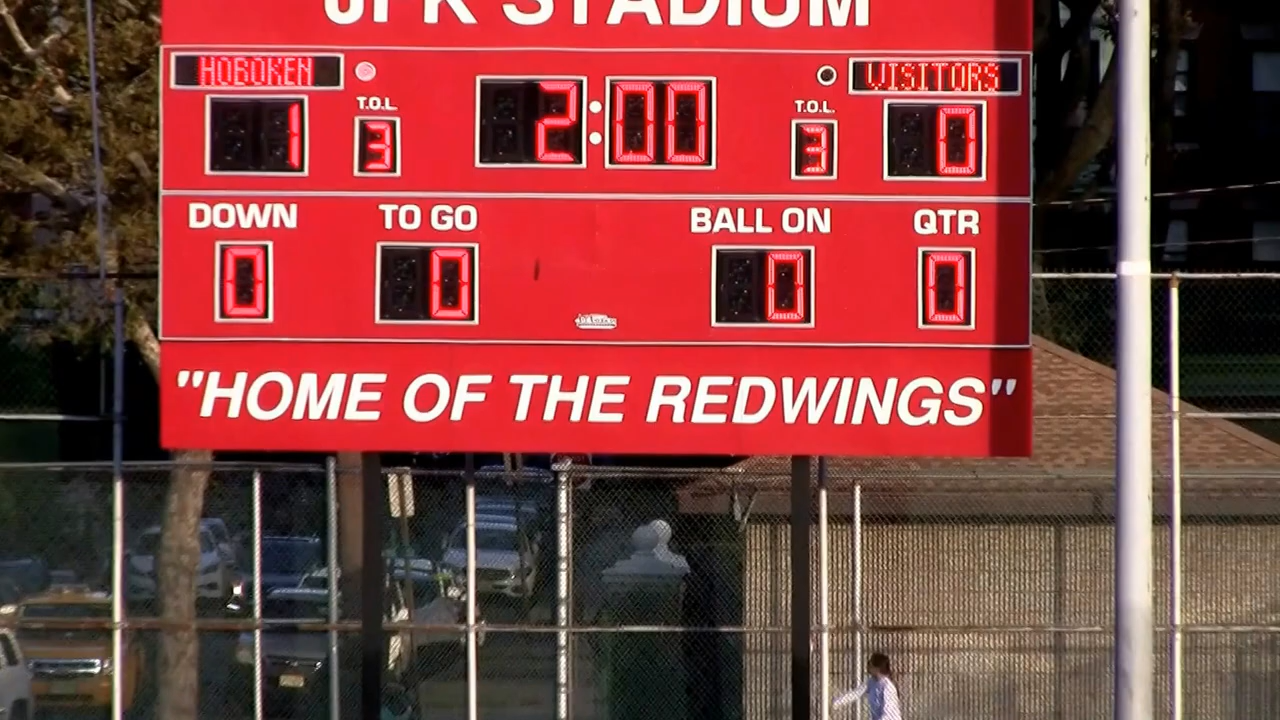 JFK STADIUM
HOBOKEN VISITORS
T.O.L. T.O.L.
1 3 2:00 3 0
DOWN TO GO BALL ON QTR
0 0 0 0
"HOME OF THE REDWINGS"